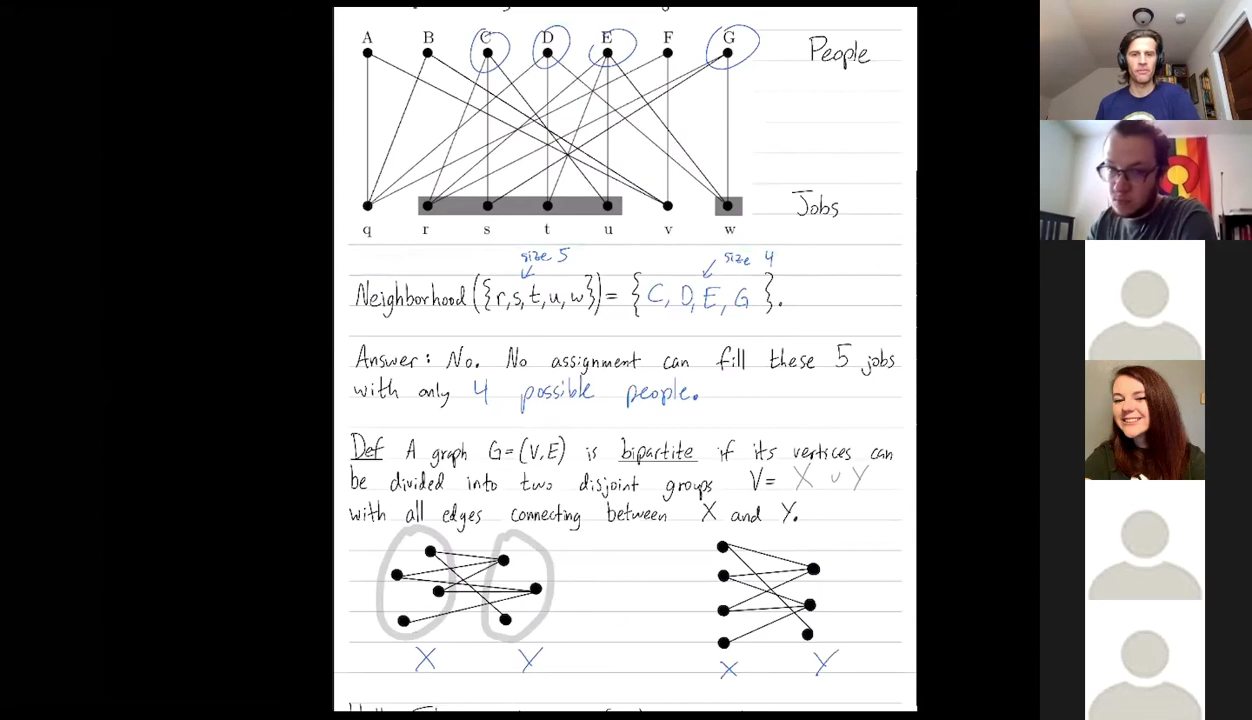 A B C D E F G
People
Jobs
q r s t u v w
size 5 size 4
Neighborhood ({r,s,t,u,w}) = { C, D, E, G }.
Answer: No. No assignment can fill these 5 jobs
with only 4 possible people.
Def A graph G=(V,E) is bipartite if its vertices can
be divided into two disjoint groups V= X ∪ Y
with all edges connecting between X and Y.
X Y X Y